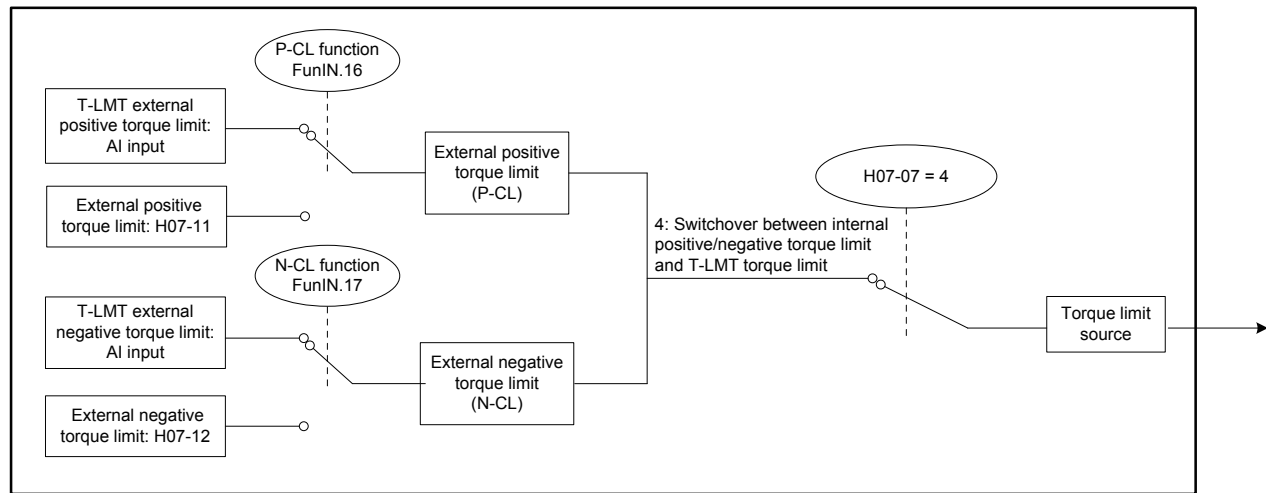 P-CL function
FunIN.16
T-LMT external
positive torque limit:
AI input
External positive
torque limit
(P-CL)
External positive
torque limit: H07-11
H07-07 = 4
4: Switchover between internal
positive/negative torque limit
and T-LMT torque limit
N-CL function
FunIN.17
T-LMT external
negative torque limit:
AI input
Torque limit
source
External negative
torque limit
(N-CL)
External negative
torque limit: H07-12